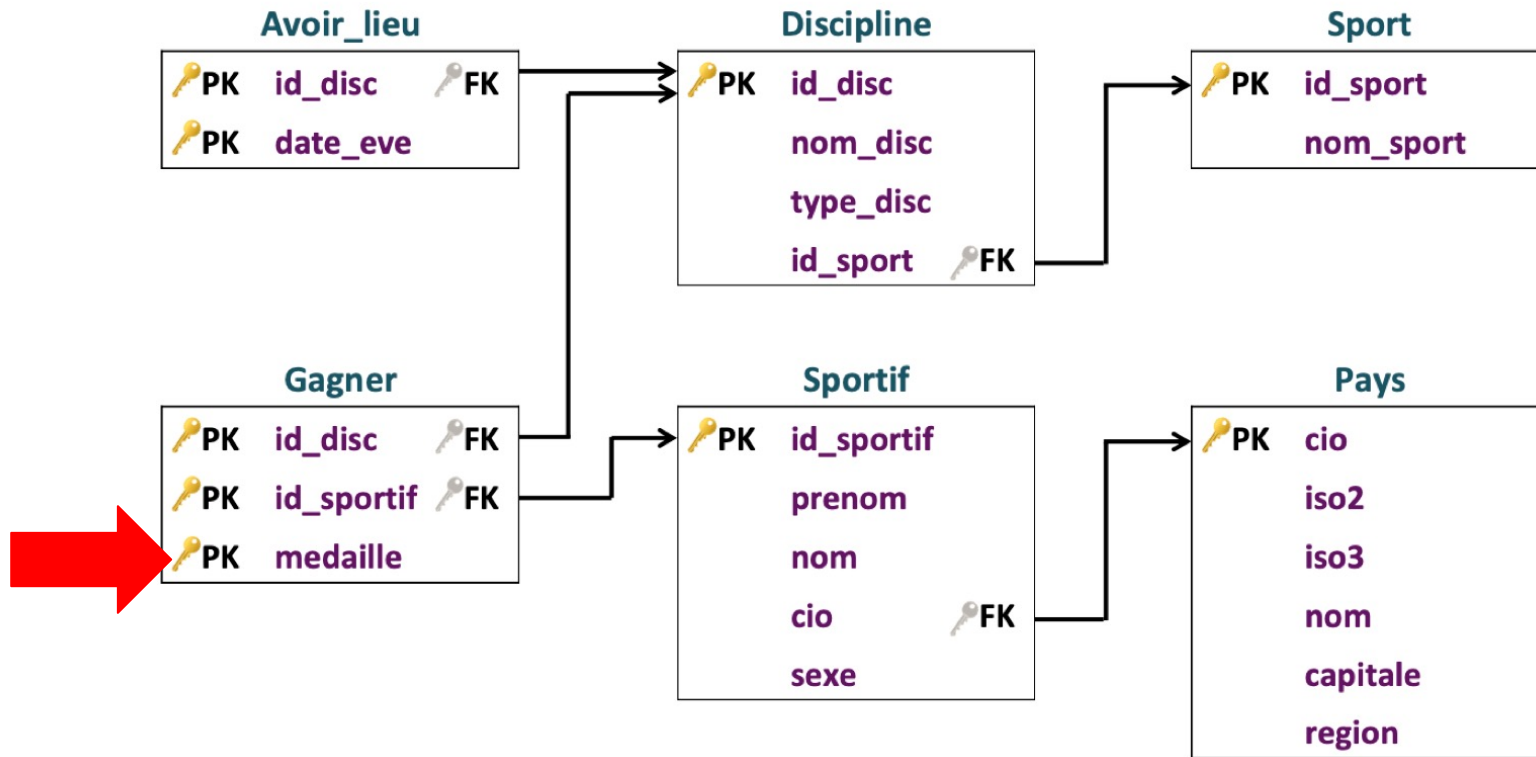 Avoir_lieu
PK id_disc FK
PK date_eve
Discipline
PK id_disc
nom_disc
type_disc
id_sport FK
Sport
PK id_sport
nom_sport
Gagner
PK id_disc FK
PK id_sportif FK
PK medaille
Sportif
PK id_sportif
prenom
nom
cio FK
sexe
Pays
PK cio
iso2
iso3
nom
capitale
region